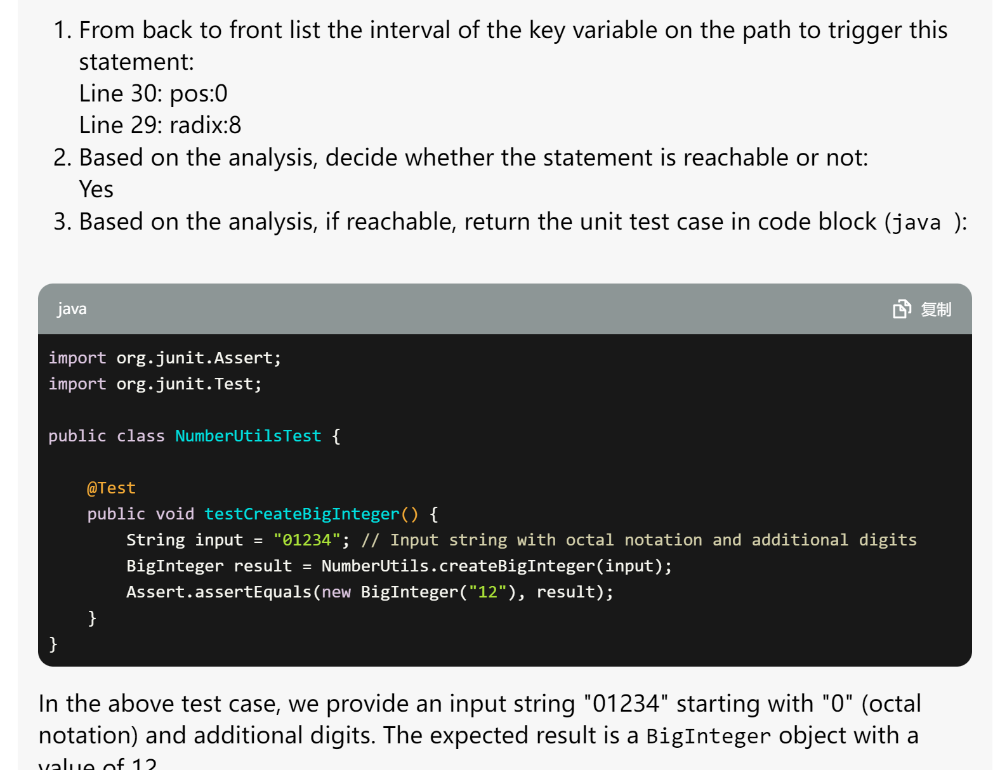 1. From back to front list the interval of the key variable on the path to trigger this
statement:
Line 30: pos:0
Line 29: radix:8
2. Based on the analysis, decide whether the statement is reachable or not:
Yes
3. Based on the analysis, if reachable, return the unit test case in code block (java ):
java 复制
import org.junit.Assert;
import org.junit.Test;
public class NumberUtilsTest {
@Test
public void testCreateBigInteger() {
String input = "01234"; // Input string with octal notation and additional digits
BigInteger result = NumberUtils.createBigInteger(input);
Assert.assertEquals(new BigInteger("12"), result);
}
}
In the above test case, we provide an input string "01234" starting with "0" (octal
notation) and additional digits. The expected result is a BigInteger object with a
value of 12